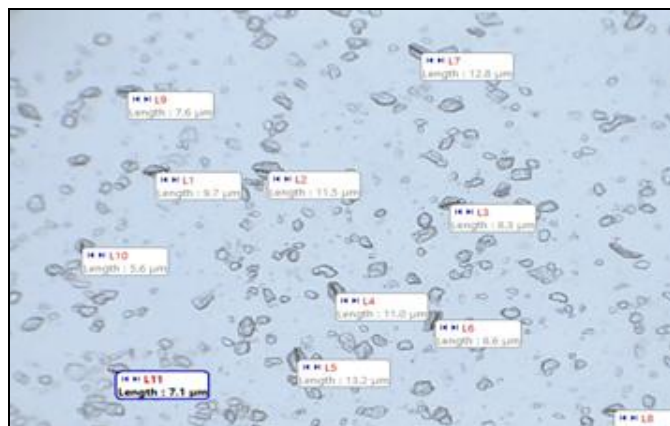 L7
Length : 12.8 µm
L9
Length : 7.6 µm
L1
Length : 9.7 µm
L2
Length : 11.5 µm
L3
Length : 8.3 µm
L10
Length : 5.6 µm
L4
Length : 11.0 µm
L6
Length : 8.6 µm
L5
Length : 13.2 µm
L11
Length : 7.1 µm
L8